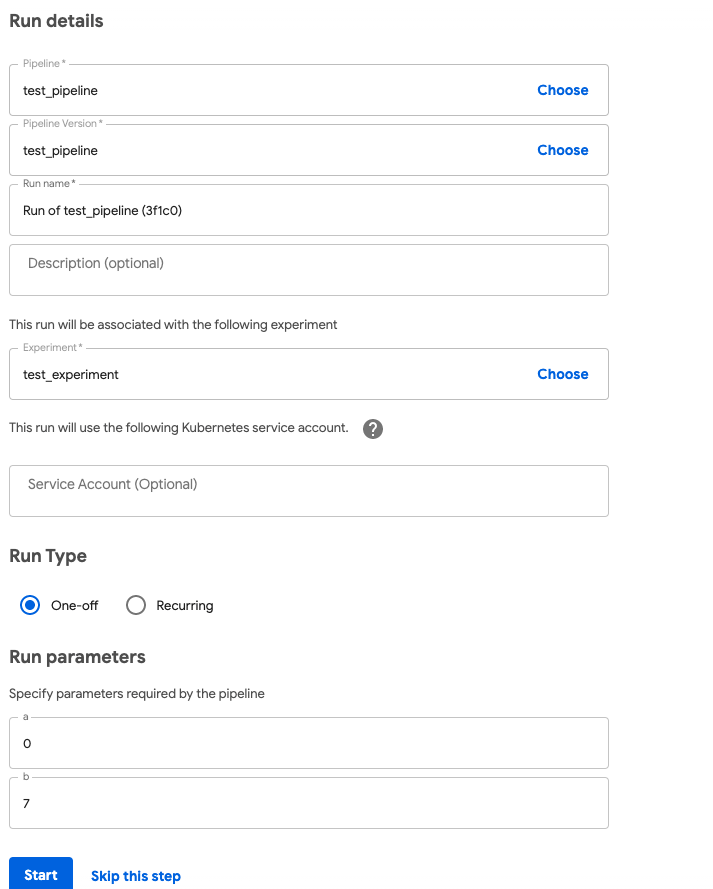 Run details
Pipeline *
test_pipeline
Choose
Pipeline Version *
test_pipeline
Choose
Run name *
Run of test_pipeline (3f1c0)
Description (optional)
This run will be associated with the following experiment
Experiment *
test_experiment
Choose
This run will use the following Kubernetes service account. ?
Service Account (Optional)
Run Type
One-off
Recurring
Run parameters
Specify parameters required by the pipeline
a
0
b
7
Start
Skip this step